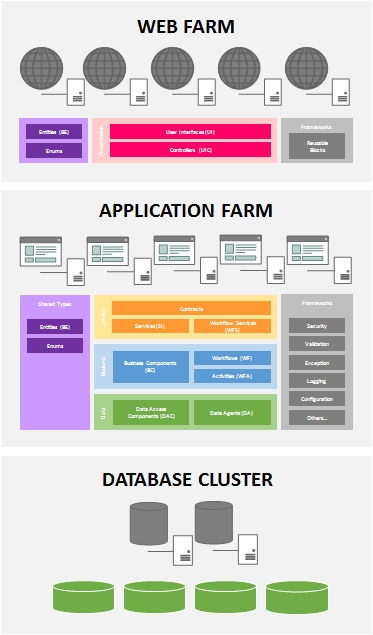 WEB FARM
Entities (BE)
Enums
User Interfaces(UI)
Controllers (UIC)
Frameworks
Reusable
Blocks
APPLICATION FARM
Shared Types
Entities (BE)
Enums
Contracts
Services(SI)
Workflow Services
(WFS)
Business
Business Components
(BC)
Workflows (WF)
Activities (WFA)
Data
Data Access
Components (DAC)
Data Agents(DA)
Frameworks
Security
Validation
Exception
Logging
Configuration
Others...
DATABASE CLUSTER